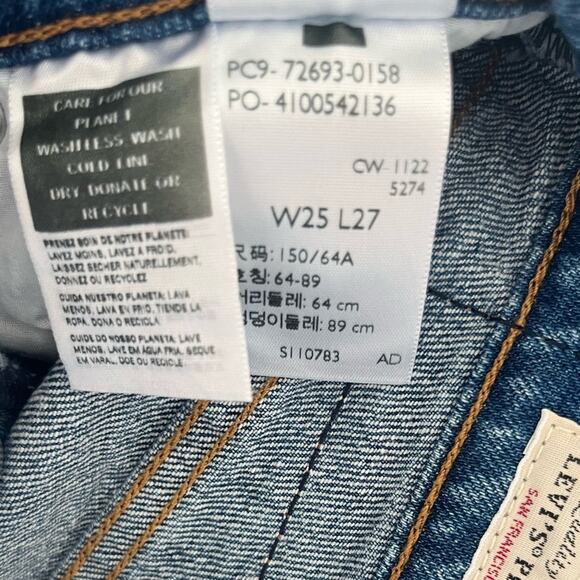 CARE FOR OUR
PLANET
WASH LESS, WASH
COLD, LINE
DRY, DONATE OR
RECYCLE
PRENEZ SOIN DE NOTRE PLANETE:
LAVEZ MOINS, LAVEZ A FROID,
LAISSEZ SECHER NATURELLEMENT,
DONNEZ OU RECYCLEZ
CUIDA NUESTRO PLANETA: LAVA
MENOS, LAVA EN FRIO, TIENDE LA
ROPA, DONA O RECICLA
CUIDE DO NOSSO PLANETA: LAVE
MENOS, LAVE EM ÁGUA FRIA, SEQUE
EM VARAL, DOE OU RECICLE.
PC9- 72693-0158
PO- 4100542136
CW- 1122
5274
W25 L27
尺码: 150/64A
호칭: 64-89
허리둘레: 64 cm
엉덩이둘레: 89 cm
S110783 AD
LEVI'S® P
SAN FRANCIS